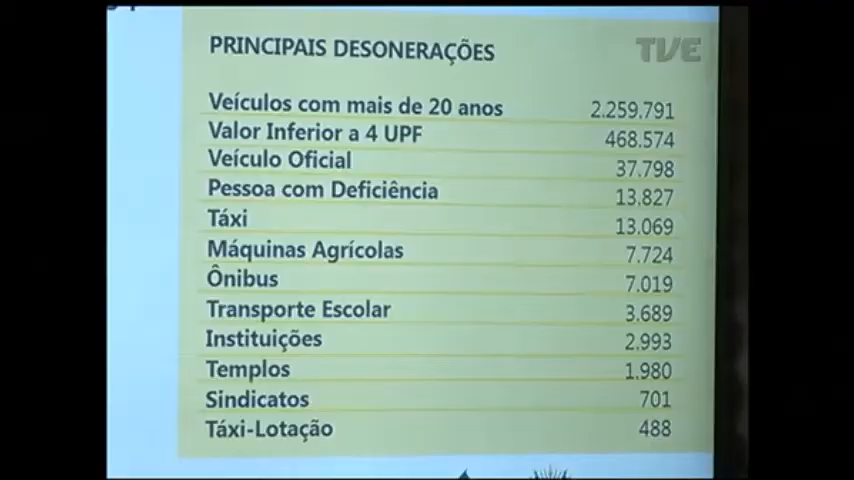 PRINCIPAIS DESONERAÇÕES
TVE
Veículos com mais de 20 anos 2.259.791
Valor Inferior a 4 UPF 468.574
Veículo Oficial 37.798
Pessoa com Deficiência 13.827
Táxi 13.069
Máquinas Agrícolas 7.724
Ônibus 7.019
Transporte Escolar 3.689
Instituições 2.993
Templos 1.980
Sindicatos 701
Táxi-Lotação 488